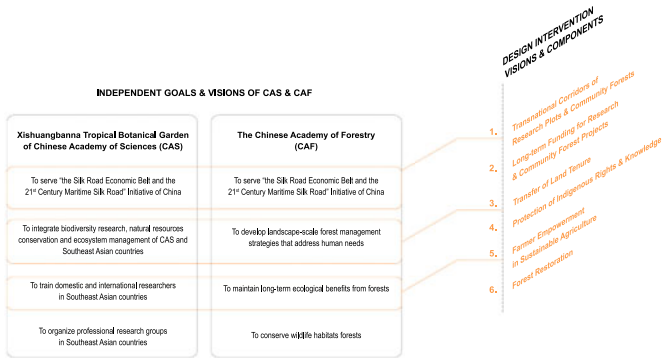 INDEPENDENT GOALS & VISIONS OF CAS & CAF
Xishuangbanna Tropical Botanical Garden
of Chinese Academy of Sciences (CAS)
To serve “the Silk Road Economic Belt and the
21st Century Maritime Silk Road” Initiative of China
To integrate biodiversity research, natural resources
conservation and ecosystem management of CAS and
Southeast Asian countries
To train domestic and international researchers
in Southeast Asian countries
To organize professional research groups
in Southeast Asian countries
The Chinese Academy of Forestry
(CAF)
To serve “the Silk Road Economic Belt and the
21st Century Maritime Silk Road” Initiative of China
To develop landscape-scale forest management
strategies that address human needs
To maintain long-term ecological benefits from forests
To conserve wildlife habitats forests
DESIGN INTERVENTION
VISIONS & COMPONENTS
1. Transnational Corridors of
Research Plots & Community Forests
2. Long-term Funding for Research
& Community Forest Projects
3. Transfer of Land Tenure
4. Protection of Indigenous Rights & Knowledge
5. Farmer Empowerment
in Sustainable Agriculture
6. Forest Restoration